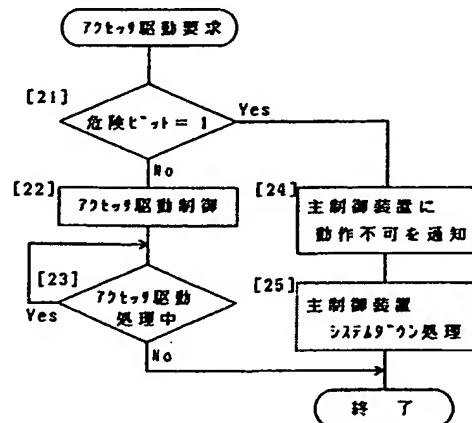 アクセッサ駆動要求
[21]
危険ビット＝1
Yes
No
[22]
アクセッサ駆動制御
[23]
アクセッサ駆動
処理中
Yes
No
[24]
主制御装置に
動作不可を通知
[25]
主制御装置
システムダウン処理
終了